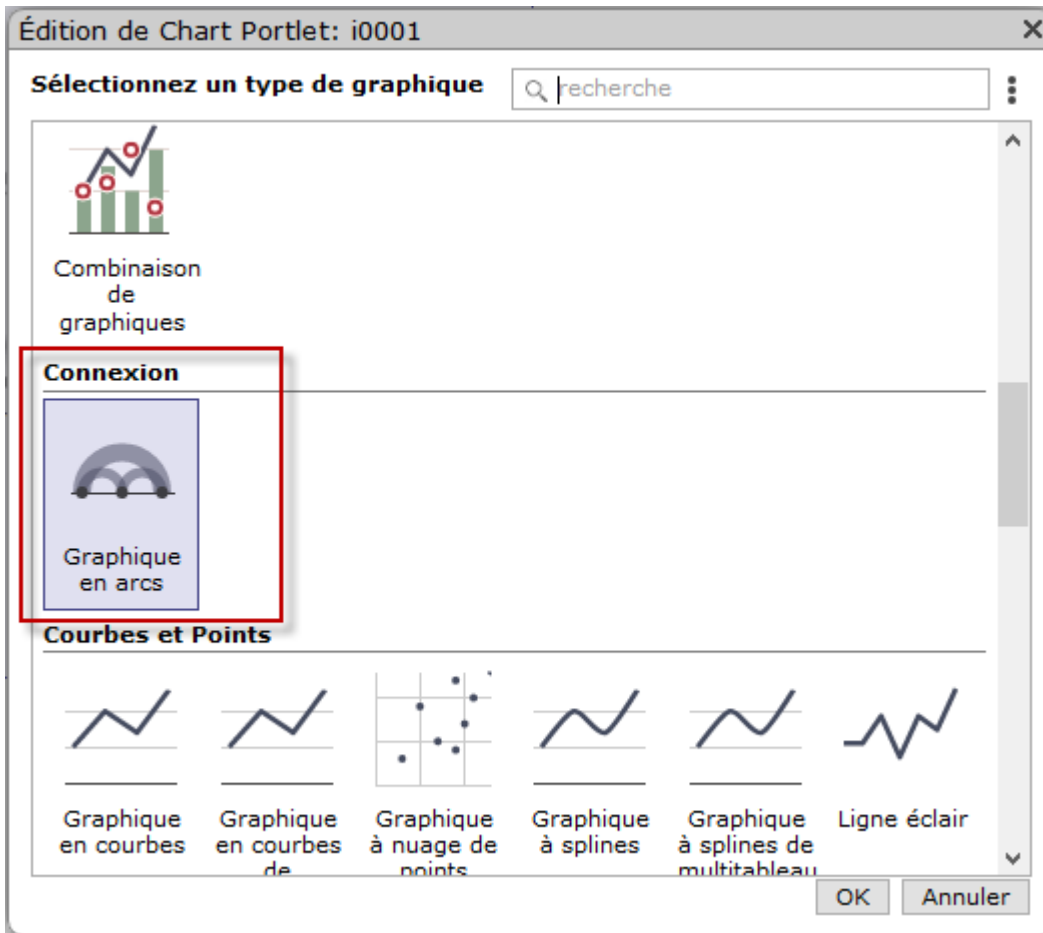 Édition de Chart Portlet: i0001
Sélectionnez un type de graphique
recherche
Combinaison
de
graphiques
Connexion
Graphique
en arcs
Courbes et Points
Graphique
en courbes
Graphique
en courbes
de
Graphique
à nuage de
points
Graphique
à splines
Graphique
à splines de
multitableau
Ligne éclair
OK
Annuler